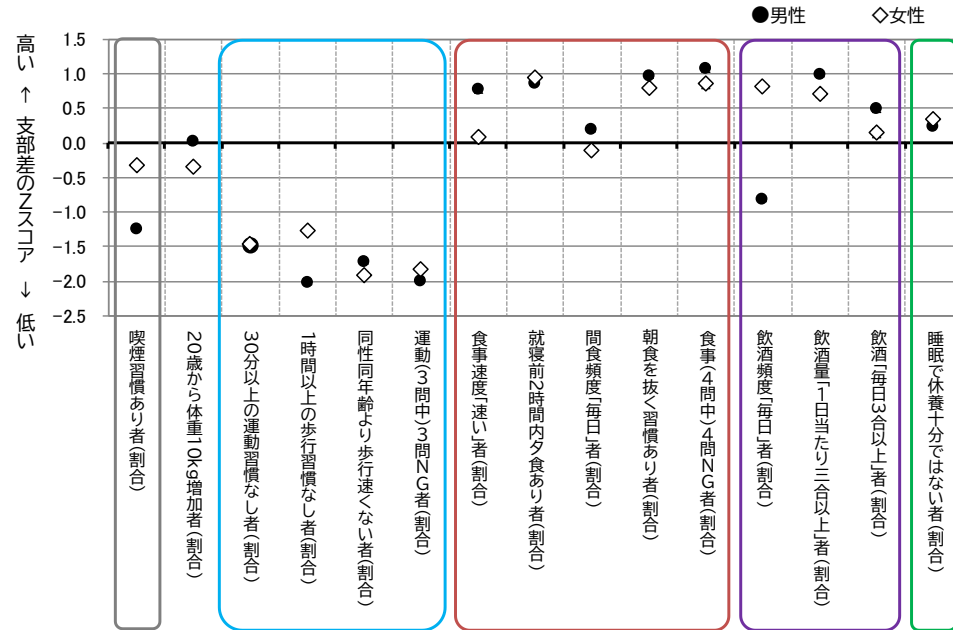 ●男性 ◇女性
高い ↑ 支部差のZスコア ↓ 低い
1.5
1.0
0.5
0.0
−0.5
−1.0
−1.5
−2.0
−2.5
喫煙習慣あり者(割合)
20歳から体重10kg増加者(割合)
30分以上の運動習慣なし者(割合)
1時間以上の歩行習慣なし者(割合)
同性同年齢より歩行速くない者(割合)
運動(3問中)3問NG者(割合)
食事速度「速い」者(割合)
就寝前2時間内夕食あり者(割合)
間食頻度「毎日」者(割合)
朝食を抜く習慣あり者(割合)
食事(4問中)4問NG者(割合)
飲酒頻度「毎日」者(割合)
飲酒量「1日当たり三合以上」者(割合)
飲酒「毎日3合以上」者(割合)
睡眠で休養十分ではない者(割合)